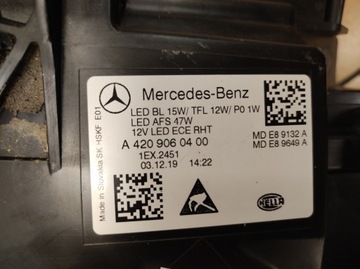 Mercedes-Benz
LED BL 15W/ TFL 12W/ P0 1W
LED AFS 47W
12V LED ECE RHT
A 420 906 04 00
1EX.2451
03.12.19 14:22
MD E8 9132 A
MD E8 9649 A
HELLA
Made in Slovakia SK HSKF E01